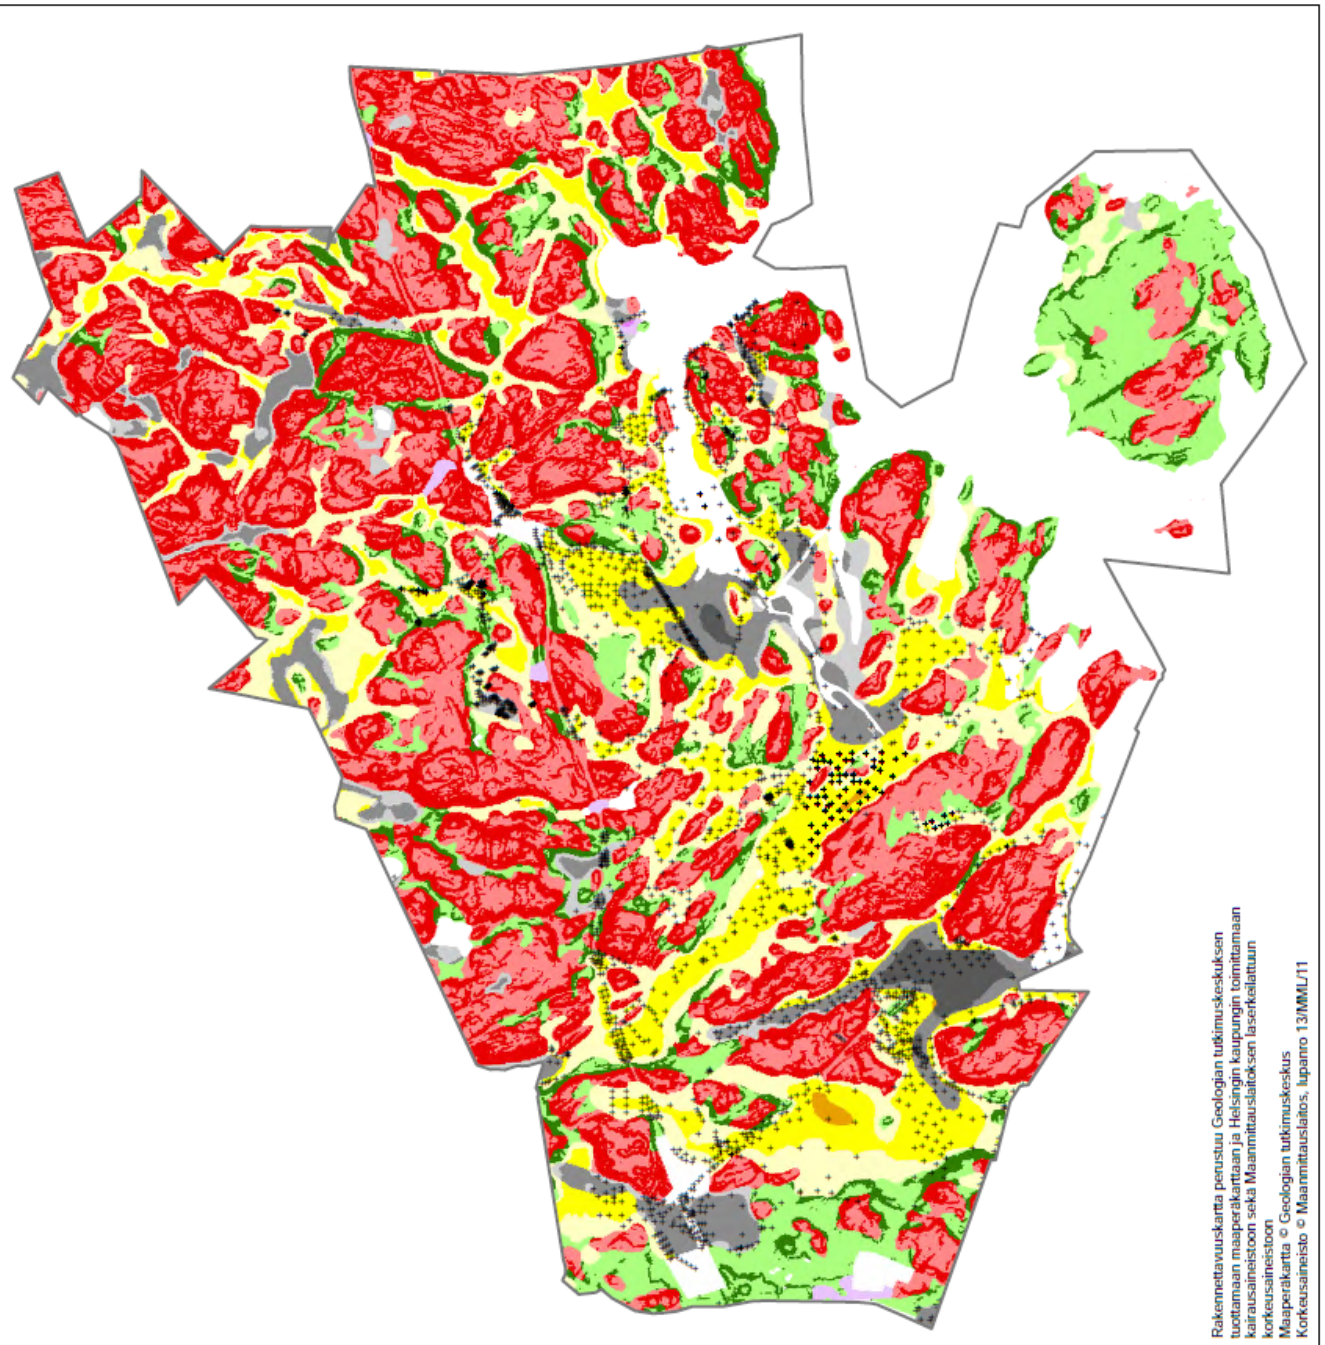 Rakennettavuuskartta perustuu Geologian tutkimuskeskuksen
tuottamaan maaperäkarttaan ja Helsingin kaupungin toimittamaan
kairausaineistoon sekä Maanmittauslaitoksen laserkeilattuun
korkeusaineistoon
Maaperäkartta © Geologian tutkimuskeskus
Korkeusaineisto © Maanmittauslaitos, lupanro 13/MML/11